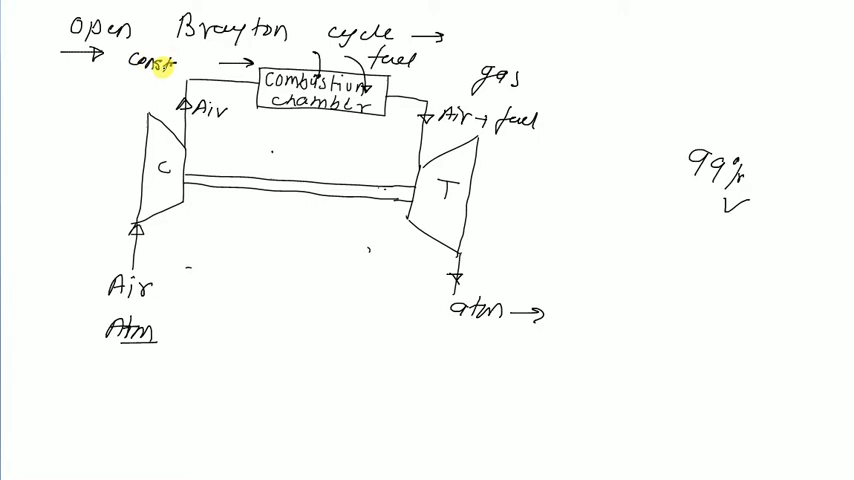 open Brayton cycle →
→ const → fuel
combustion
chamber
gas
Air
Air + fuel
C
T
99%
Air
Atm
atm →